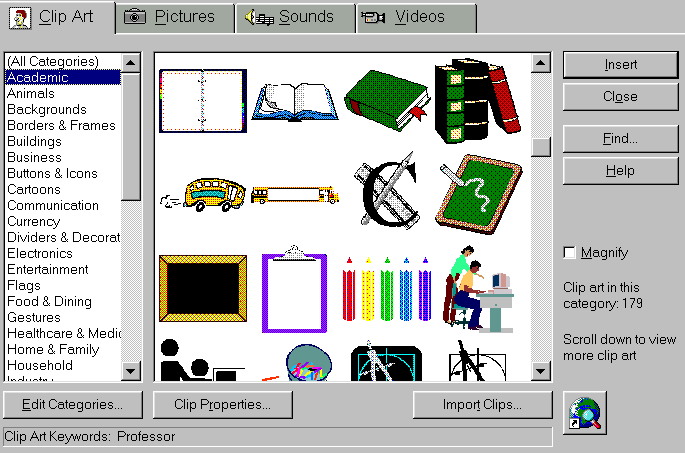 Clip Art
Pictures
Sounds
Videos
(All Categories)
Academic
Animals
Backgrounds
Borders & Frames
Buildings
Business
Buttons & Icons
Cartoons
Communication
Currency
Dividers & Decorat
Electronics
Entertainment
Flags
Food & Dining
Gestures
Healthcare & Medic
Home & Family
Household
Industry
Insert
Close
Find...
Help
Magnify
Clip art in this
category: 179
Scroll down to view
more clip art
Edit Categories...
Clip Properties...
Import Clips...
Clip Art Keywords: Professor